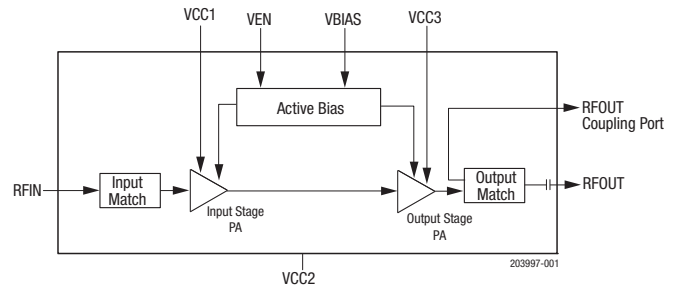 VCC1
VEN
VBIAS
VCC3
Active Bias
RFOUT
Coupling Port
RFIN
Input
Match
Input Stage
PA
Output Stage
PA
Output
Match
RFOUT
203997-001
VCC2